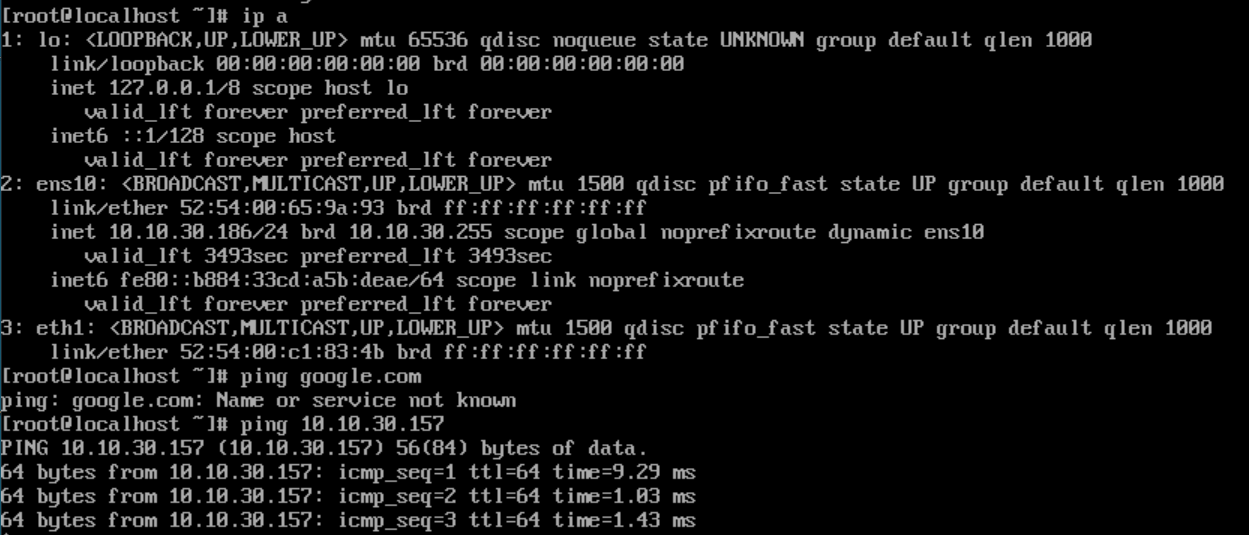 [root@localhost ~]# ip a
1: lo: <LOOPBACK,UP,LOWER_UP> mtu 65536 qdisc noqueue state UNKNOWN group default qlen 1000
    link/loopback 00:00:00:00:00:00 brd 00:00:00:00:00:00
    inet 127.0.0.1/8 scope host lo
       valid_lft forever preferred_lft forever
    inet6 ::1/128 scope host
       valid_lft forever preferred_lft forever
2: ens10: <BROADCAST,MULTICAST,UP,LOWER_UP> mtu 1500 qdisc pfifo_fast state UP group default qlen 1000
    link/ether 52:54:00:65:9a:93 brd ff:ff:ff:ff:ff:ff
    inet 10.10.30.186/24 brd 10.10.30.255 scope global noprefixroute dynamic ens10
       valid_lft 3493sec preferred_lft 3493sec
    inet6 fe80::b884:33cd:a5b:deae/64 scope link noprefixroute
       valid_lft forever preferred_lft forever
3: eth1: <BROADCAST,MULTICAST,UP,LOWER_UP> mtu 1500 qdisc pfifo_fast state UP group default qlen 1000
    link/ether 52:54:00:c1:83:4b brd ff:ff:ff:ff:ff:ff
[root@localhost ~]# ping google.com
ping: google.com: Name or service not known
[root@localhost ~]# ping 10.10.30.157
PING 10.10.30.157 (10.10.30.157) 56(84) bytes of data.
64 bytes from 10.10.30.157: icmp_seq=1 ttl=64 time=9.29 ms
64 bytes from 10.10.30.157: icmp_seq=2 ttl=64 time=1.03 ms
64 bytes from 10.10.30.157: icmp_seq=3 ttl=64 time=1.43 ms